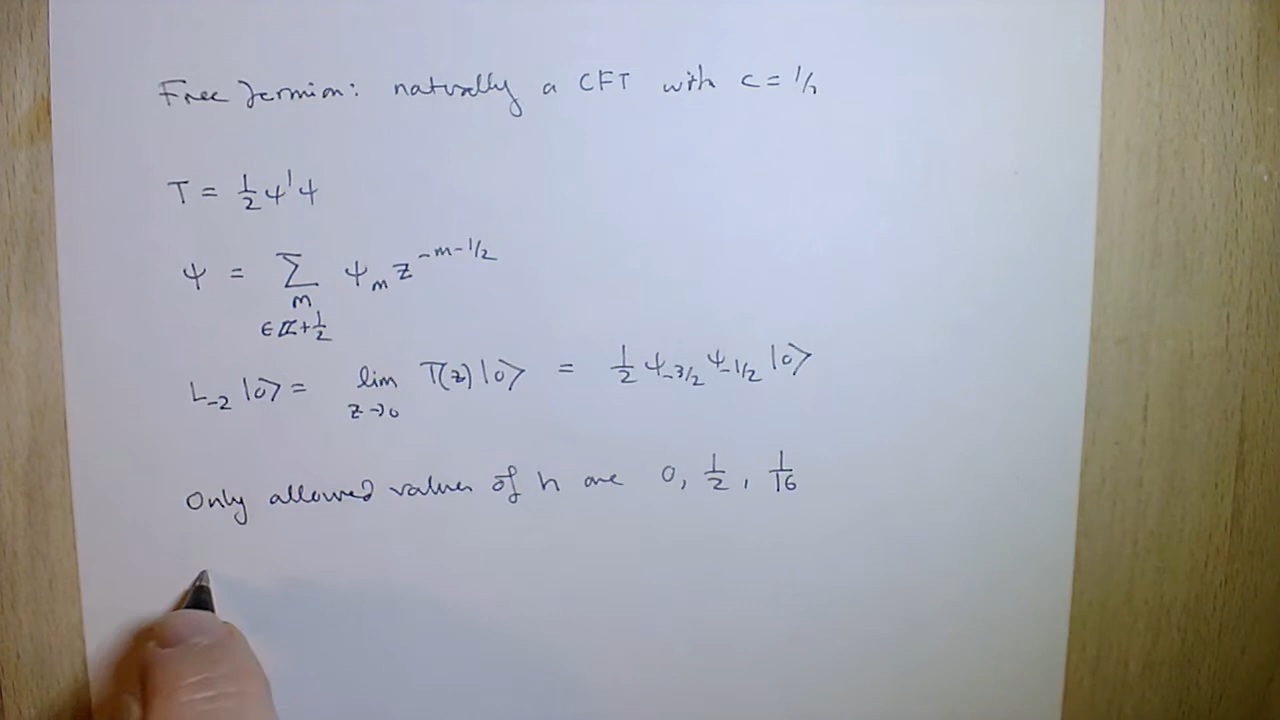 Free fermion: naturally a CFT with c = 1/2
T = 1/2 ψ'ψ
ψ = Σ_{m ∈ ℤ+1/2} ψ_m z^{-m-1/2}
L_{-2} |0⟩ = lim_{z→0} T(z) |0⟩ = 1/2 ψ_{-3/2} ψ_{-1/2} |0⟩
Only allowed values of h are 0, 1/2, 1/16